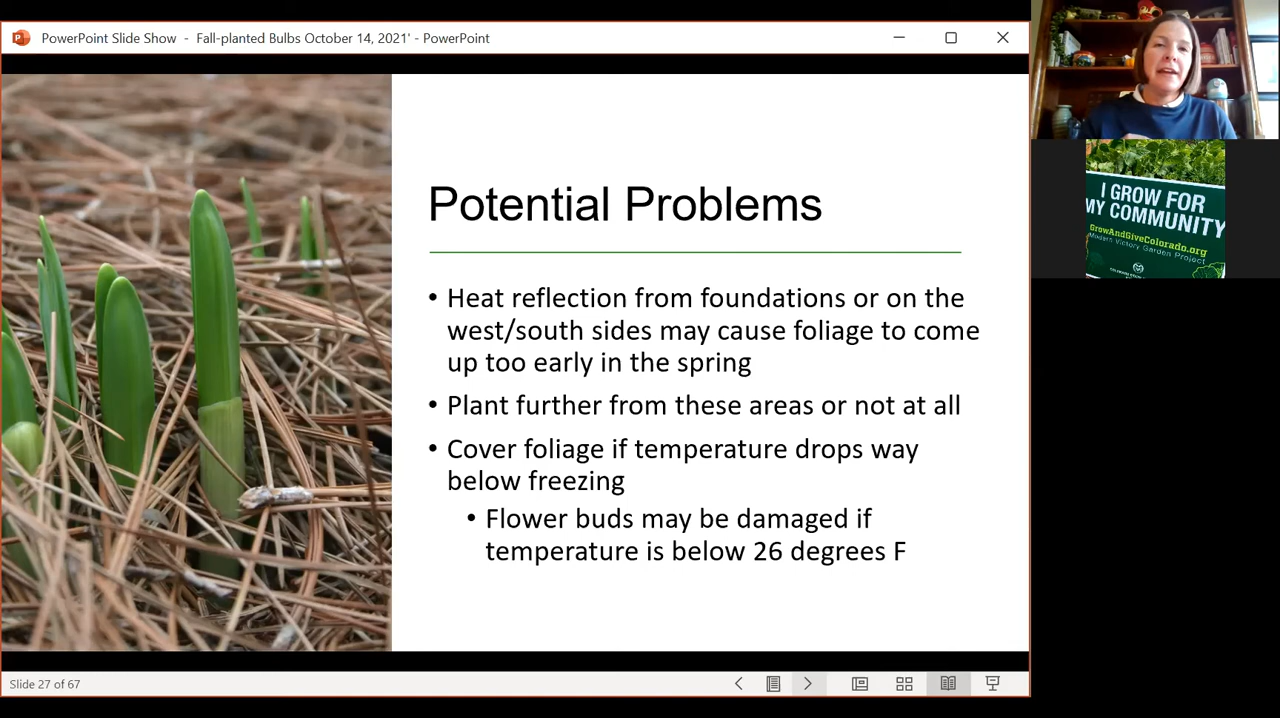 PowerPoint Slide Show - Fall-planted Bulbs October 14, 2021' - PowerPoint
Potential Problems
• Heat reflection from foundations or on the
west/south sides may cause foliage to come
up too early in the spring
• Plant further from these areas or not at all
• Cover foliage if temperature drops way
below freezing
• Flower buds may be damaged if
temperature is below 26 degrees F
Slide 27 of 67
I GROW FOR
MY COMMUNITY
GrowAndGiveColorado.org
Modern Victory Garden Project